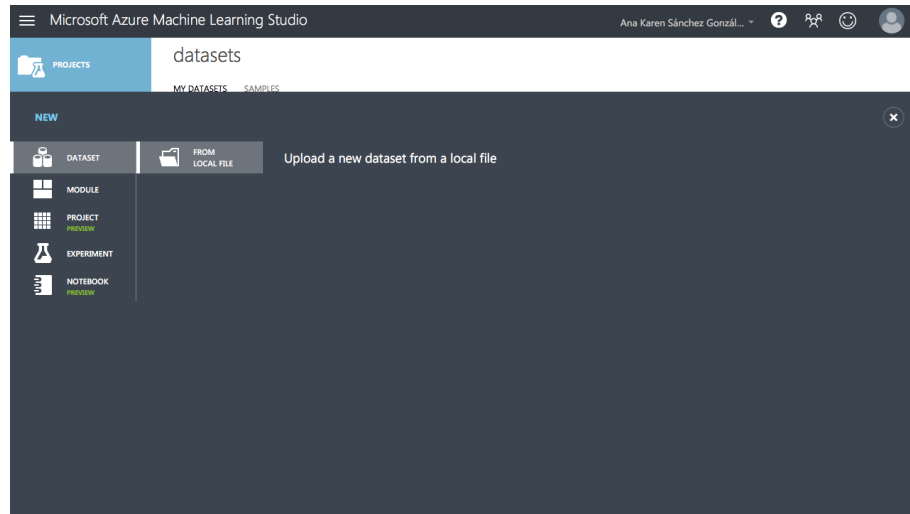 Microsoft Azure Machine Learning Studio
Ana Karen Sánchez Gonzál...
?
PROJECTS
datasets
MY DATASETS SAMPLES
NEW
DATASET
FROM
LOCAL FILE
Upload a new dataset from a local file
MODULE
PROJECT
PREVIEW
EXPERIMENT
NOTEBOOK
PREVIEW